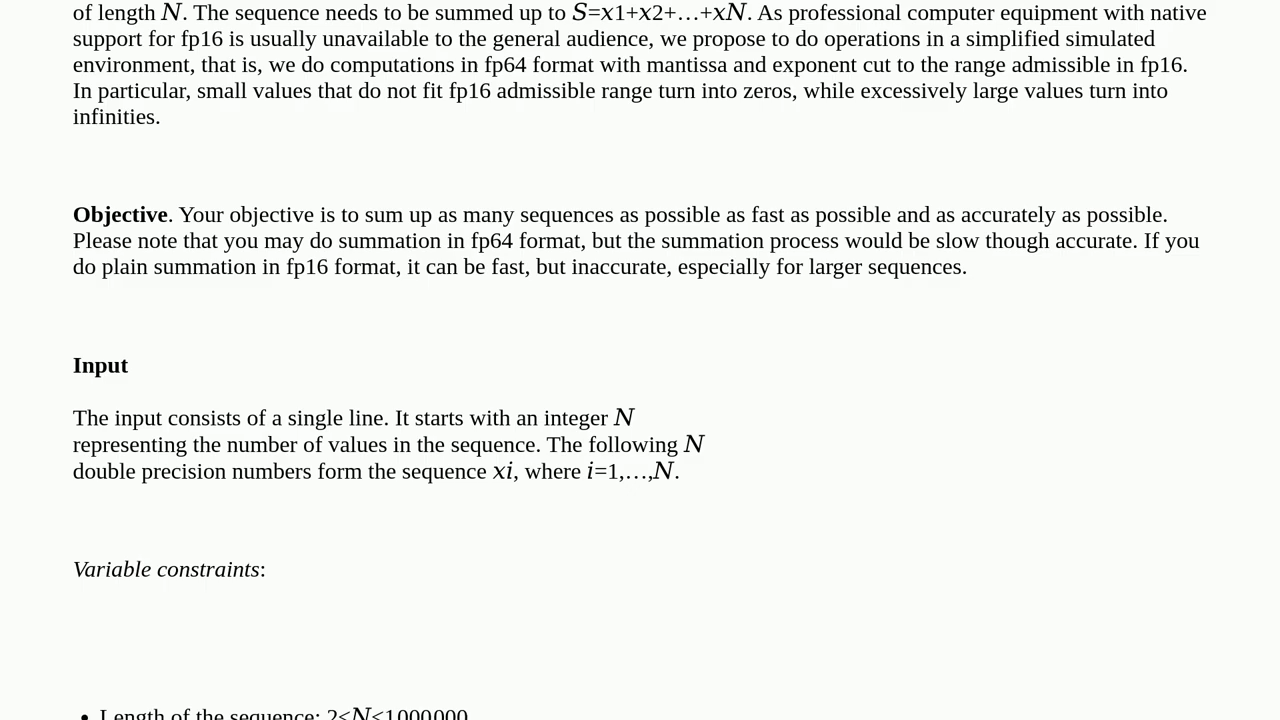 of length N. The sequence needs to be summed up to S=x1+x2+…+xN. As professional computer equipment with native
support for fp16 is usually unavailable to the general audience, we propose to do operations in a simplified simulated
environment, that is, we do computations in fp64 format with mantissa and exponent cut to the range admissible in fp16.
In particular, small values that do not fit fp16 admissible range turn into zeros, while excessively large values turn into
infinities.
Objective. Your objective is to sum up as many sequences as possible as fast as possible and as accurately as possible.
Please note that you may do summation in fp64 format, but the summation process would be slow though accurate. If you
do plain summation in fp16 format, it can be fast, but inaccurate, especially for larger sequences.
Input
The input consists of a single line. It starts with an integer N
representing the number of values in the sequence. The following N
double precision numbers form the sequence xi, where i=1,…,N.
Variable constraints:
• Length of the sequence: 2≤N≤1000000